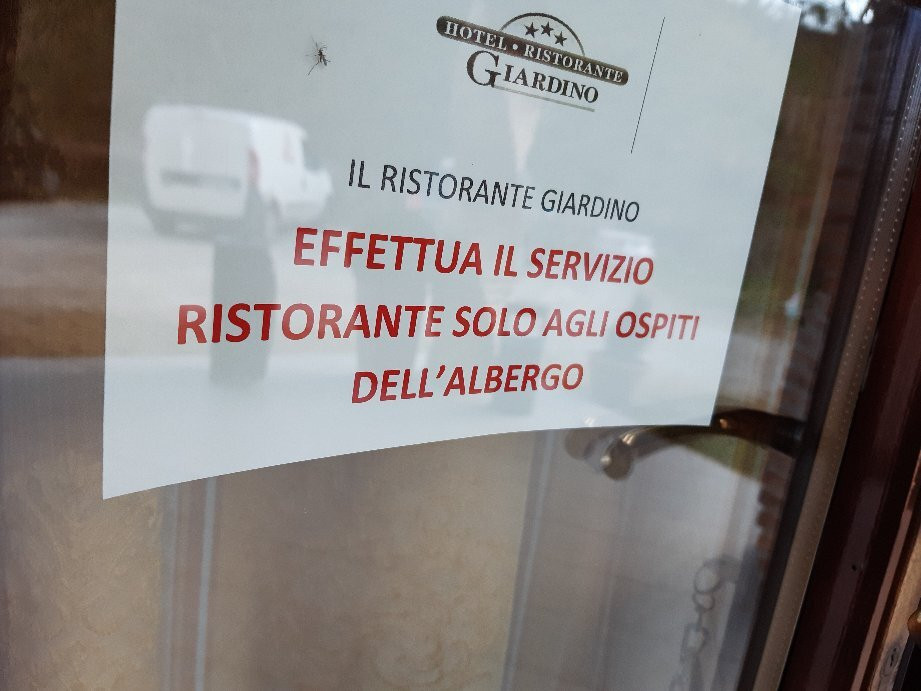 HOTEL • RISTORANTE
GIARDINO
IL RISTORANTE GIARDINO
EFFETTUA IL SERVIZIO
RISTORANTE SOLO AGLI OSPITI
DELL'ALBERGO